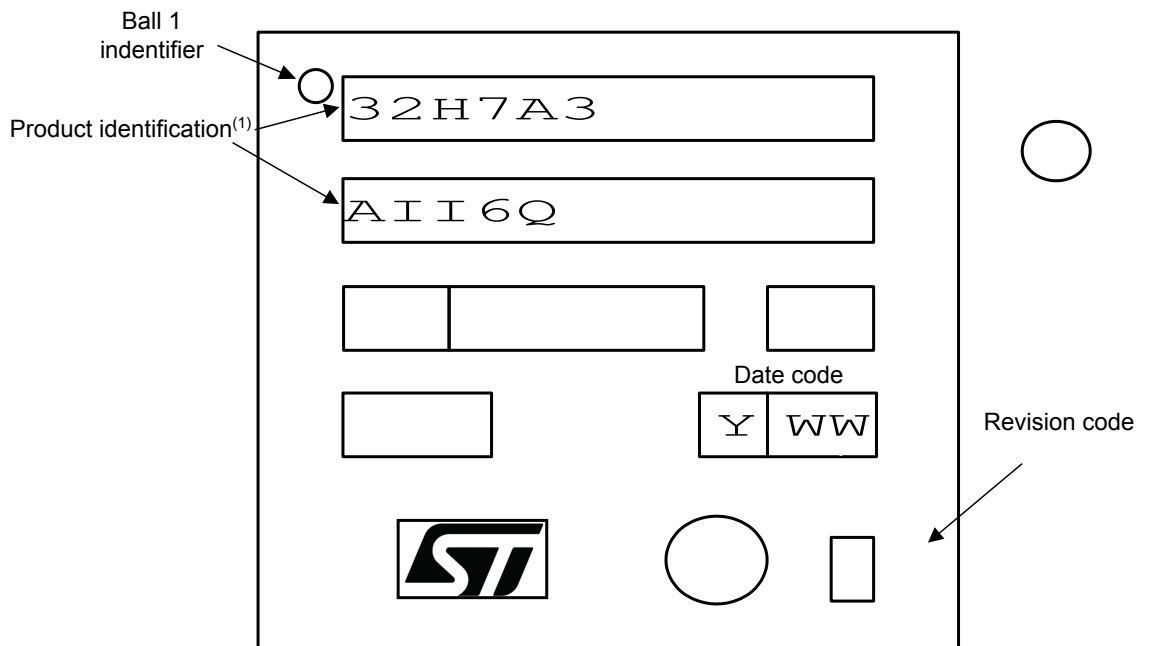 Ball 1
indentifier
32H7A3
Product identification(1)
AII6Q
Date code
Y WW
Revision code
ST